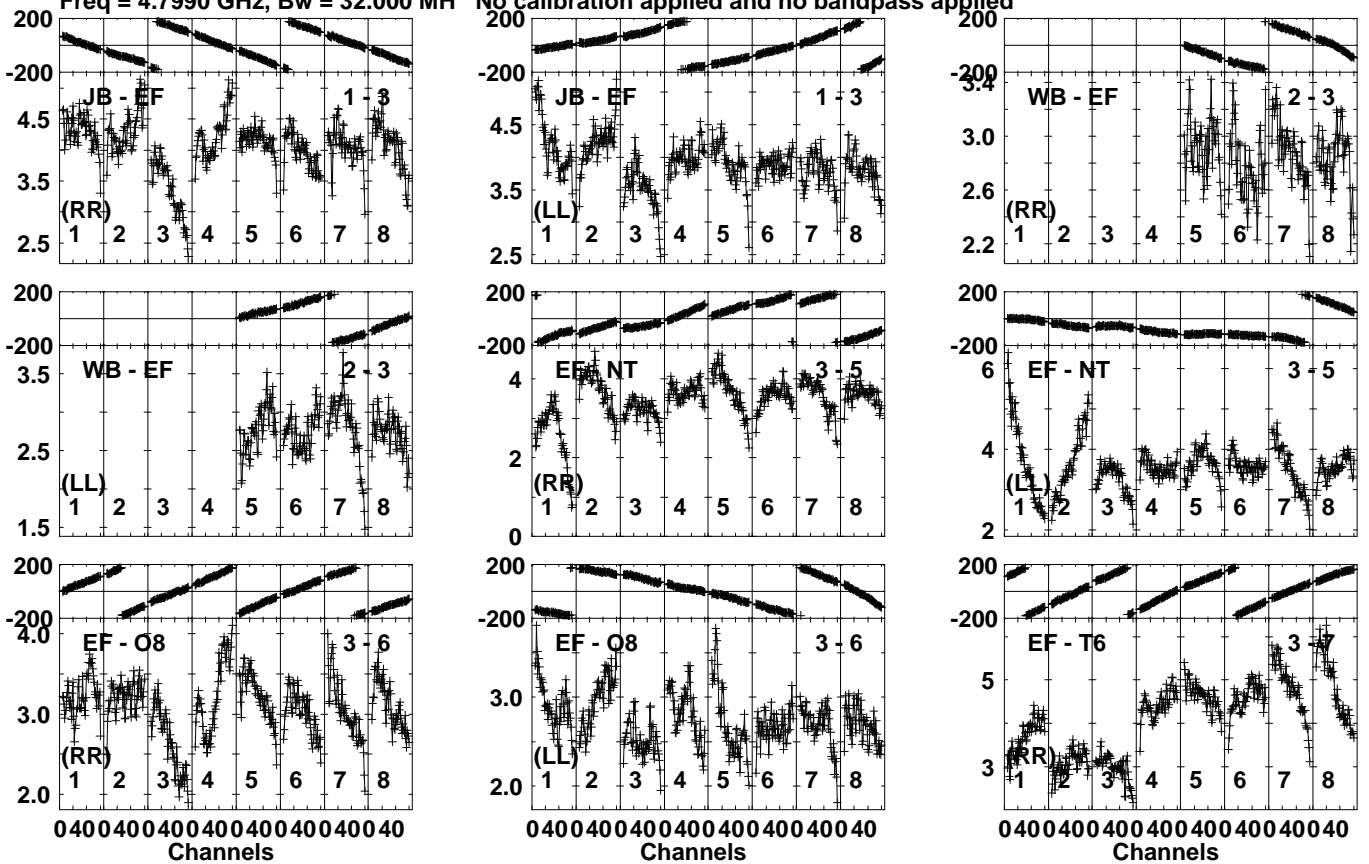 Freq = 4.7990 GHz, Bw = 32.000 MH No calibration applied and no bandpass applied
200
-200
JB - EF 1 - 3
4.5
3.5
2.5
(RR)
1 2 3 4 5 6 7 8
200
-200
JB - EF 1 - 3
4.5
3.5
2.5
(LL)
1 2 3 4 5 6 7 8
200
-200
WB - EF 2 - 3
3.4
3.0
2.6
2.2
(RR)
1 2 3 4 5 6 7 8
200
-200
WB - EF 2 - 3
3.5
2.5
1.5
(LL)
1 2 3 4 5 6 7 8
200
-200
EF - NT 3 - 5
4
2
0
(RR)
1 2 3 4 5 6 7 8
200
-200
EF - NT 3 - 5
6
4
2
(LL)
1 2 3 4 5 6 7 8
200
-200
EF - O8 3 - 6
4.0
3.0
2.0
(RR)
1 2 3 4 5 6 7 8
0 40 0 40 0 40 0 40 0 40 0 40 0 40 0 40
Channels
200
-200
EF - O8 3 - 6
3.0
2.0
(LL)
1 2 3 4 5 6 7 8
0 40 0 40 0 40 0 40 0 40 0 40 0 40 0 40
Channels
200
-200
EF - T6 3 - 7
5
3
(RR)
1 2 3 4 5 6 7 8
0 40 0 40 0 40 0 40 0 40 0 40 0 40 0 40
Channels